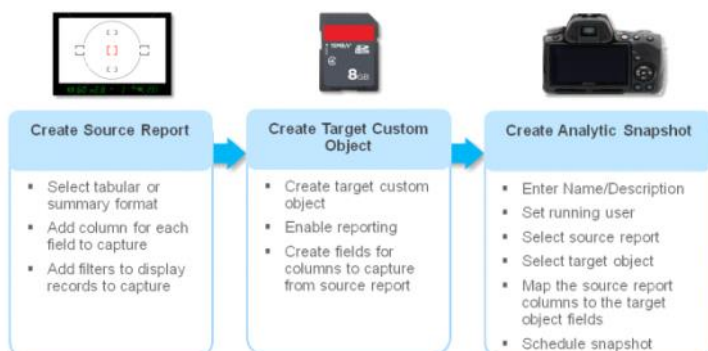 8GB
Create Source Report
Select tabular or
summary format
Add column for each
field to capture
Add filters to display
records to capture
Create Target Custom
Object
Create target custom
object
Enable reporting
Create fields for
columns to capture
from source report
Create Analytic Snapshot
Enter Name/Description
Set running user
Select source report
Select target object
Map the source report
columns to the target
object fields
Schedule snapshot